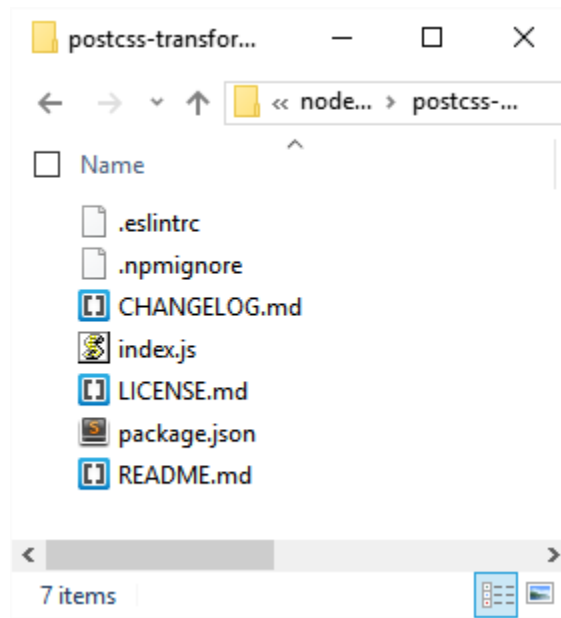 postcss-transfor...
« node... > postcss-...
Name
.eslintrc
.npmignore
CHANGELOG.md
index.js
LICENSE.md
package.json
README.md
7 items